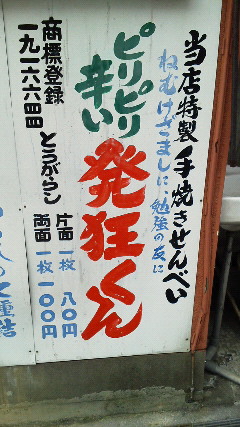 当店特製手焼きせんべい
ねむけざましに、勉強の友に
ピリピリ
辛い
発狂くん
片面一枚八〇円
両面一枚一〇〇円
とうがらし
商標登録
一九一六六四四